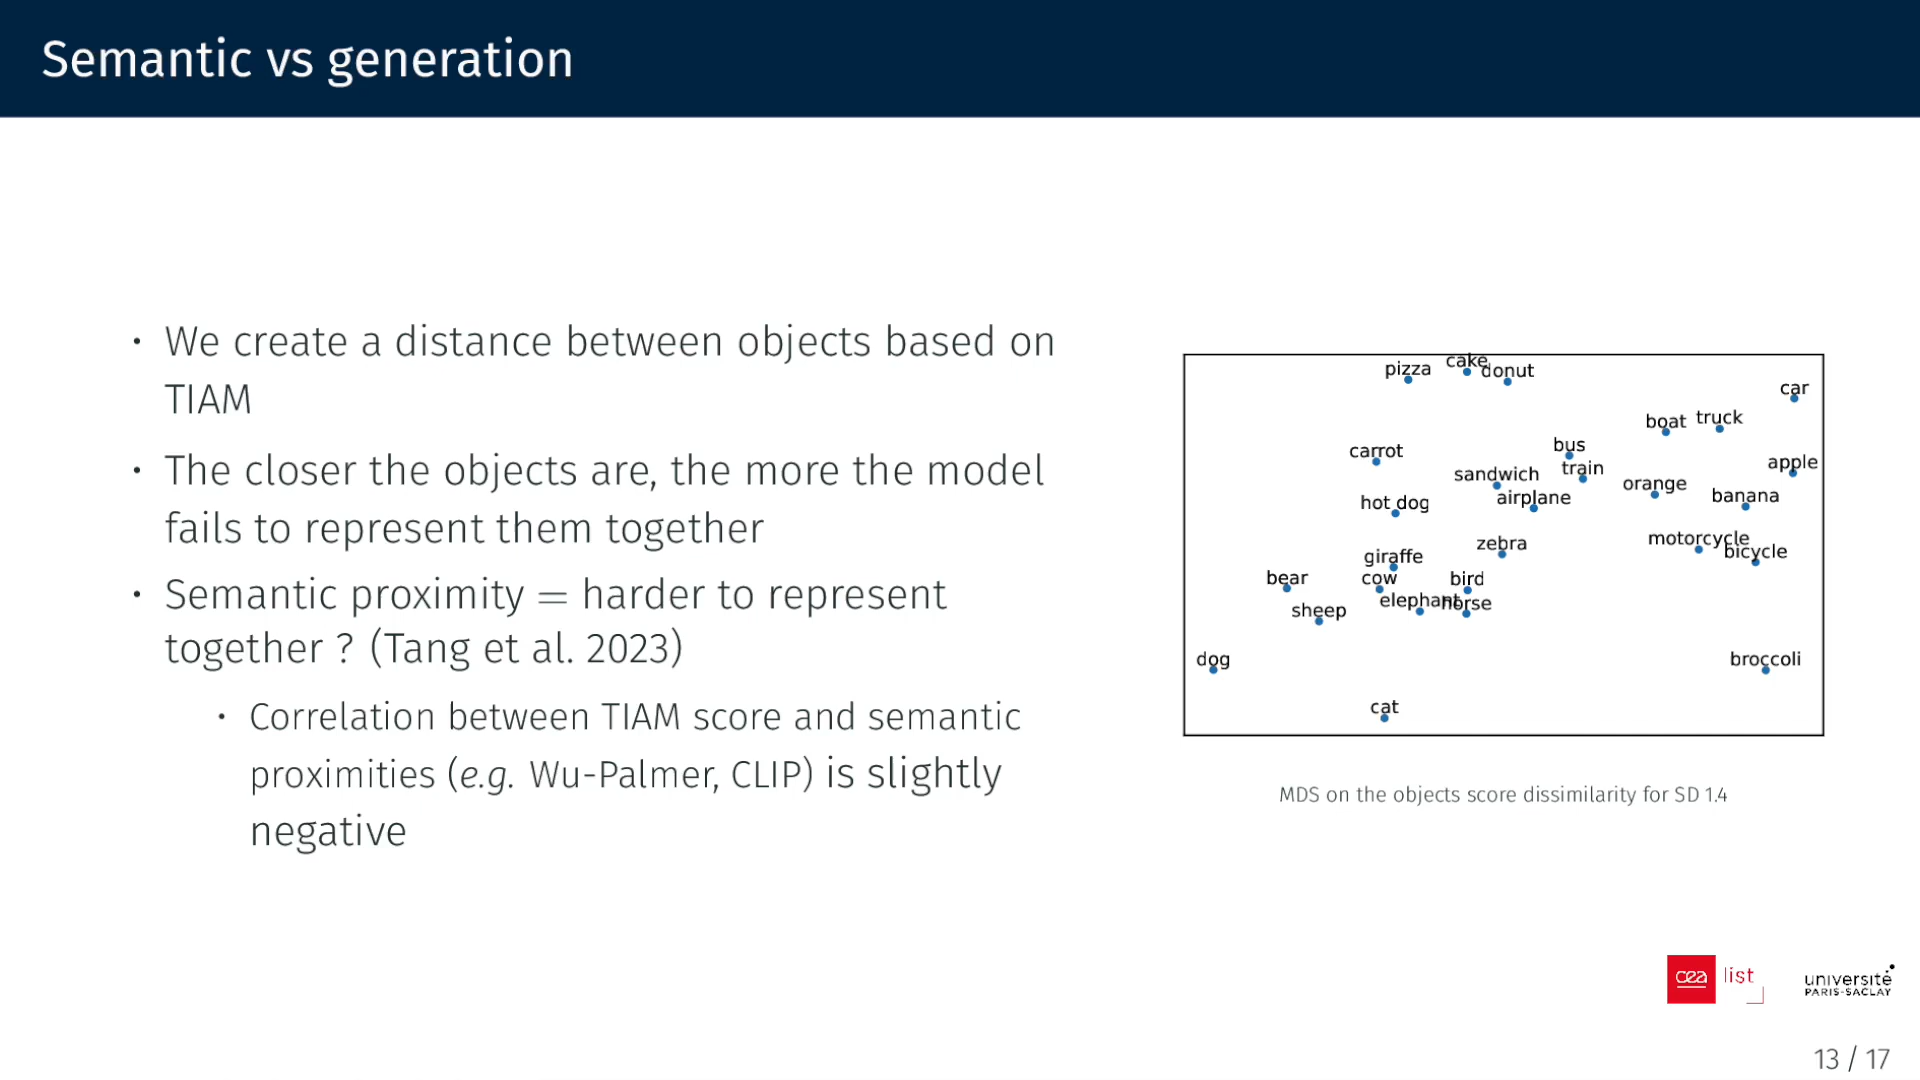 Semantic vs generation
• We create a distance between objects based on
TIAM
• The closer the objects are, the more the model
fails to represent them together
• Semantic proximity = harder to represent
together ? (Tang et al. 2023)
• Correlation between TIAM score and semantic
proximities (e.g. Wu-Palmer, CLIP) is slightly
negative
pizza cake donut
car
boat truck
bus
carrot
train
apple
sandwich
orange
airplane
banana
hot dog
motorcycle
zebra
bicycle
giraffe
bear
cow
bird
elephant
horse
sheep
dog
broccoli
cat
MDS on the objects score dissimilarity for SD 1.4
cea list
université
PARIS-SACLAY
13 / 17